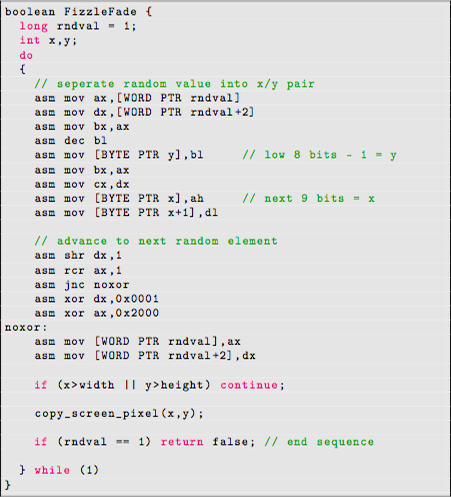 boolean FizzleFade {
long rndval = 1;
int x,y;
do
{
// seperate random value into x/y pair
asm mov ax,[WORD PTR rndval]
asm mov dx,[WORD PTR rndval+2]
asm mov bx,ax
asm dec bl
asm mov [BYTE PTR y],bl // low 8 bits - 1 = y
asm mov bx,ax
asm mov cx,dx
asm mov [BYTE PTR x],ah // next 9 bits = x
asm mov [BYTE PTR x+1],dl
// advance to next random element
asm shr dx,1
asm rcr ax,1
asm jnc noxor
asm xor dx,0x0001
asm xor ax,0x2000
noxor:
asm mov [WORD PTR rndval],ax
asm mov [WORD PTR rndval+2],dx
if (x>width || y>height) continue;
copy_screen_pixel(x,y);
if (rndval == 1) return false; // end sequence
} while (1)
}